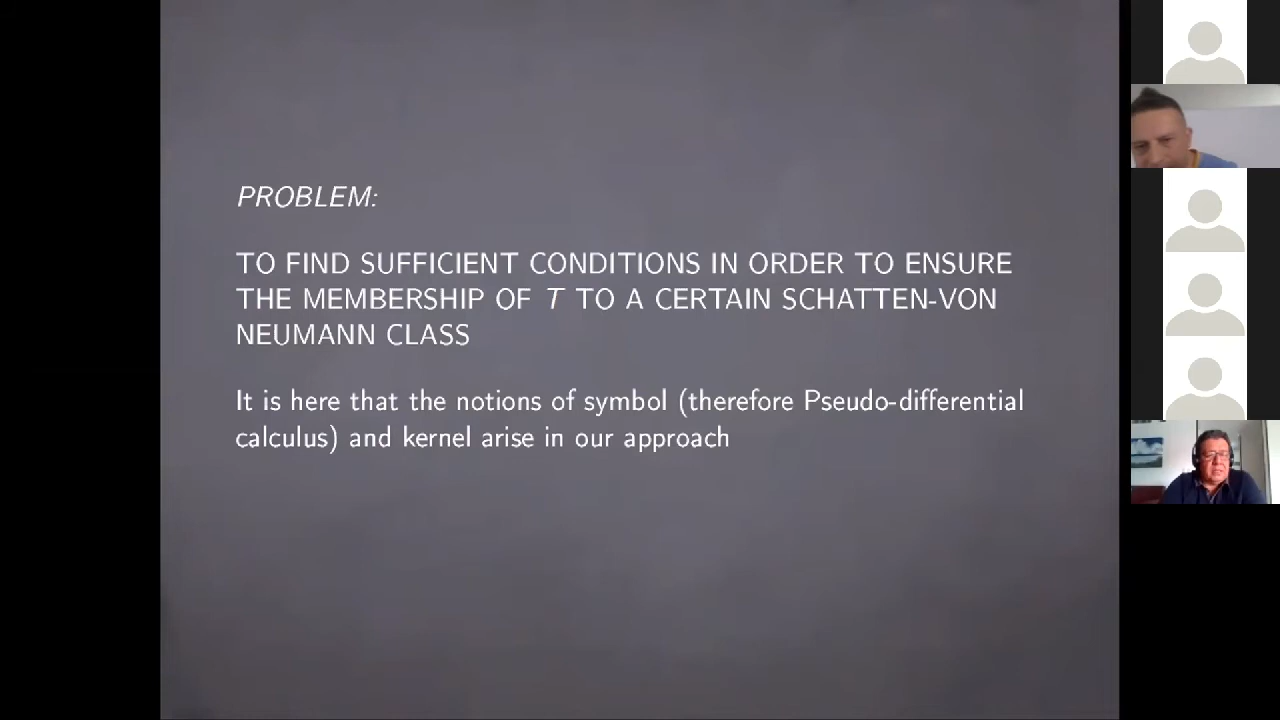 PROBLEM:
TO FIND SUFFICIENT CONDITIONS IN ORDER TO ENSURE
THE MEMBERSHIP OF T TO A CERTAIN SCHATTEN-VON
NEUMANN CLASS
It is here that the notions of symbol (therefore Pseudo-differential
calculus) and kernel arise in our approach